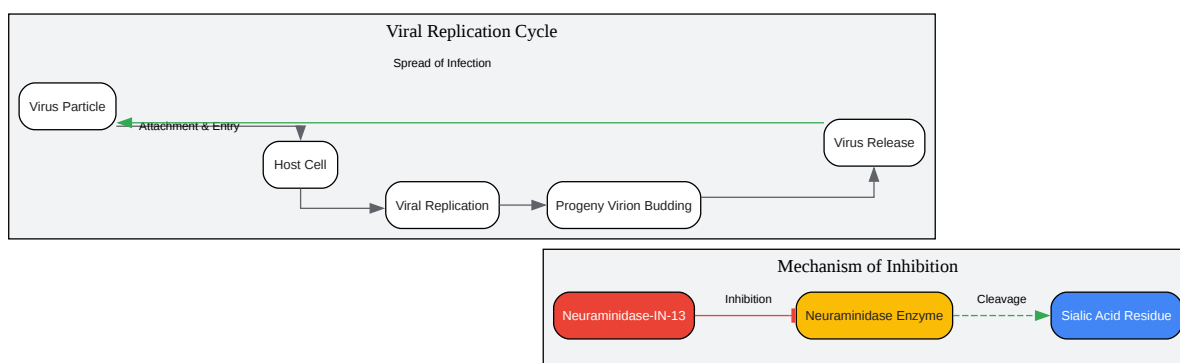 Viral Replication Cycle
Spread of Infection
Virus Particle
Attachment & Entry
Virus Release
Host Cell
Viral Replication
Progeny Virion Budding
Mechanism of Inhibition
Neuraminidase-IN-13
Inhibition
Neuraminidase Enzyme
Cleavage
Sialic Acid Residue